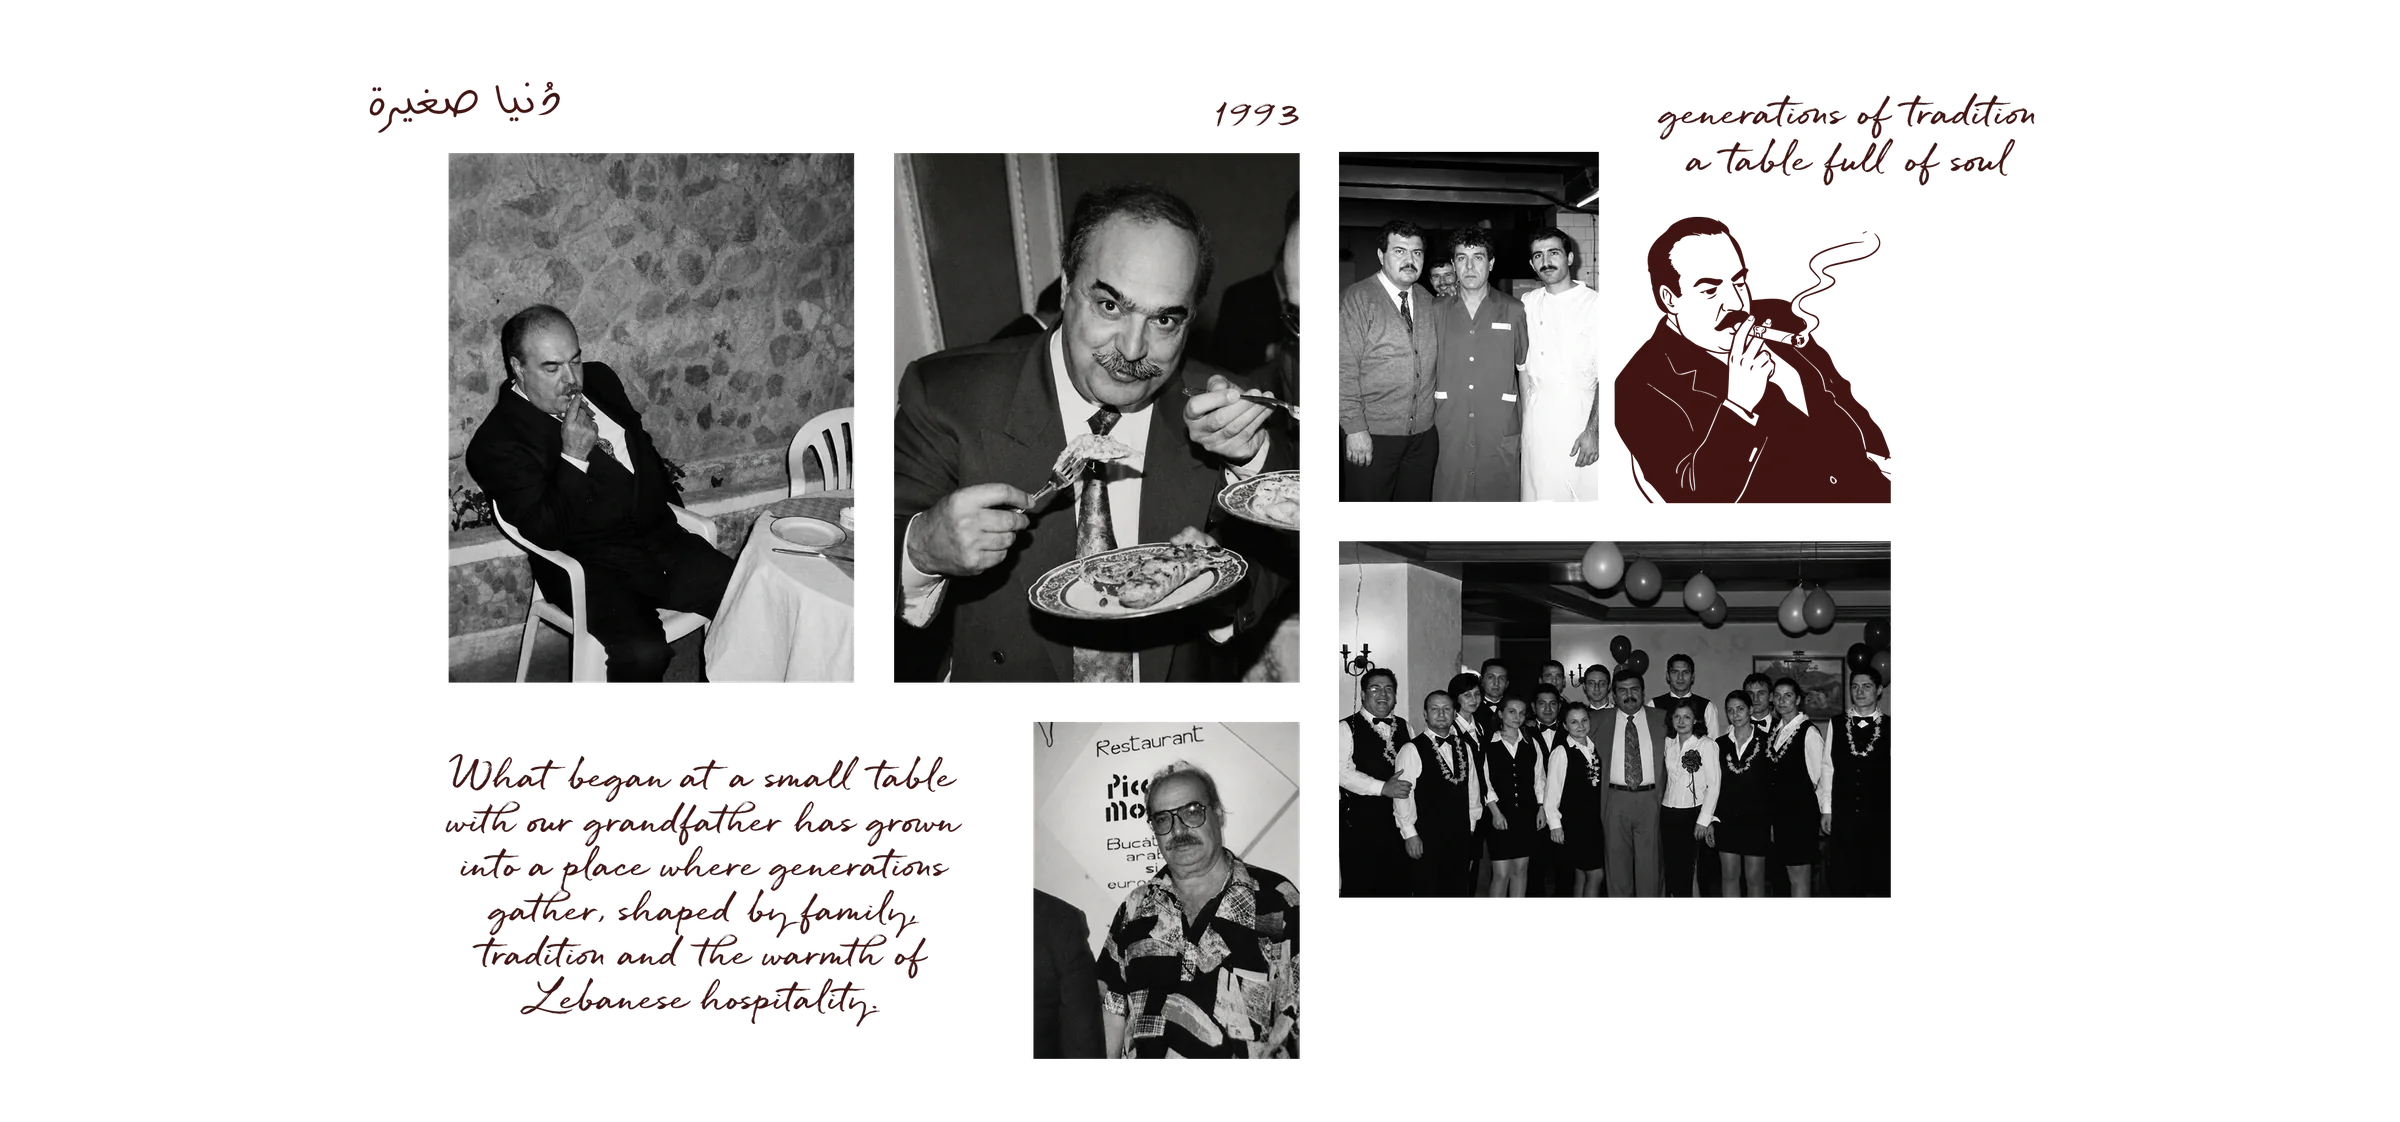 دُنيا صغيرة
1993
generations of tradition
a table full of soul
What began at a small table
with our grandfather has grown
into a place where generations
gather, shaped by family,
tradition and the warmth of
Lebanese hospitality.
Restaurant